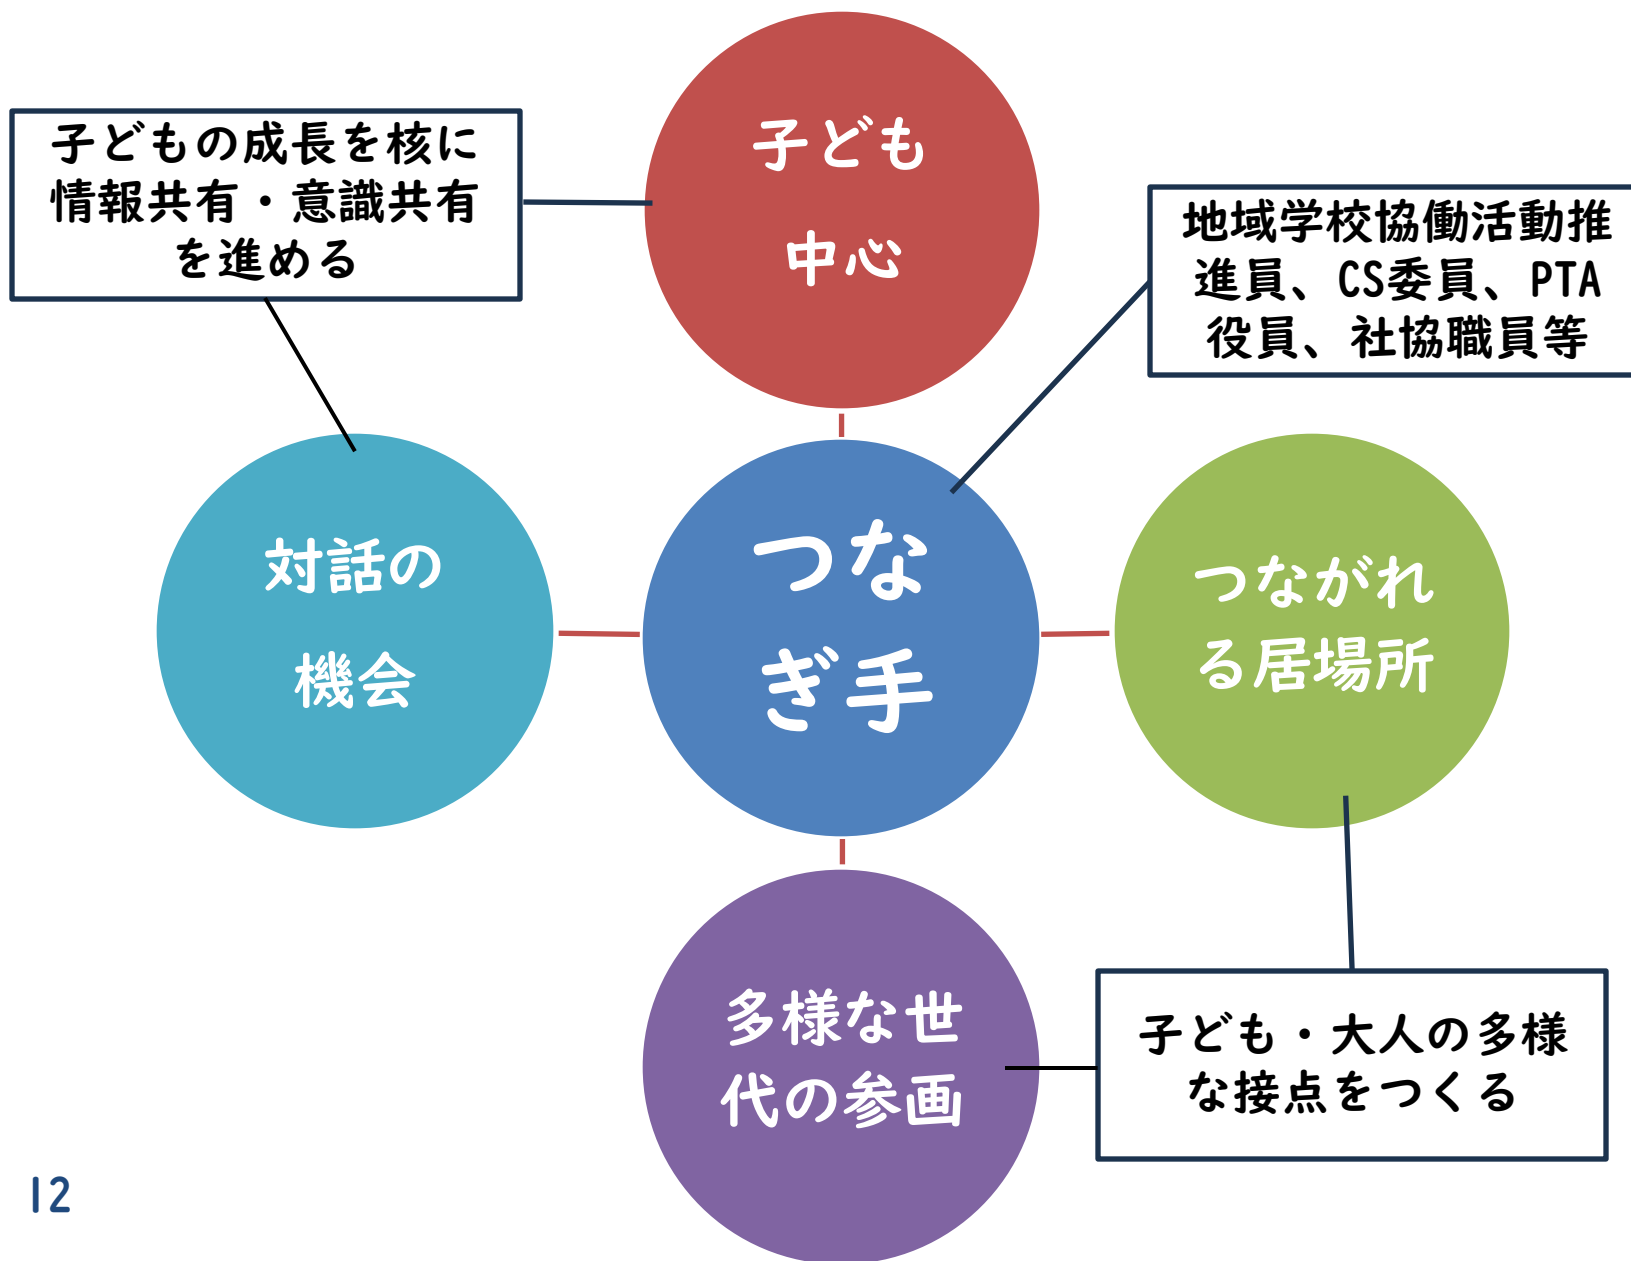 子ども
中心
子どもの成長を核に
情報共有・意識共有
を進める
地域学校協働活動推
進員、CS委員、PTA
役員、社協職員等
対話の
機会
つな
ぎ手
つながれ
る居場所
多様な世
代の参画
子ども・大人の多様
な接点をつくる
12